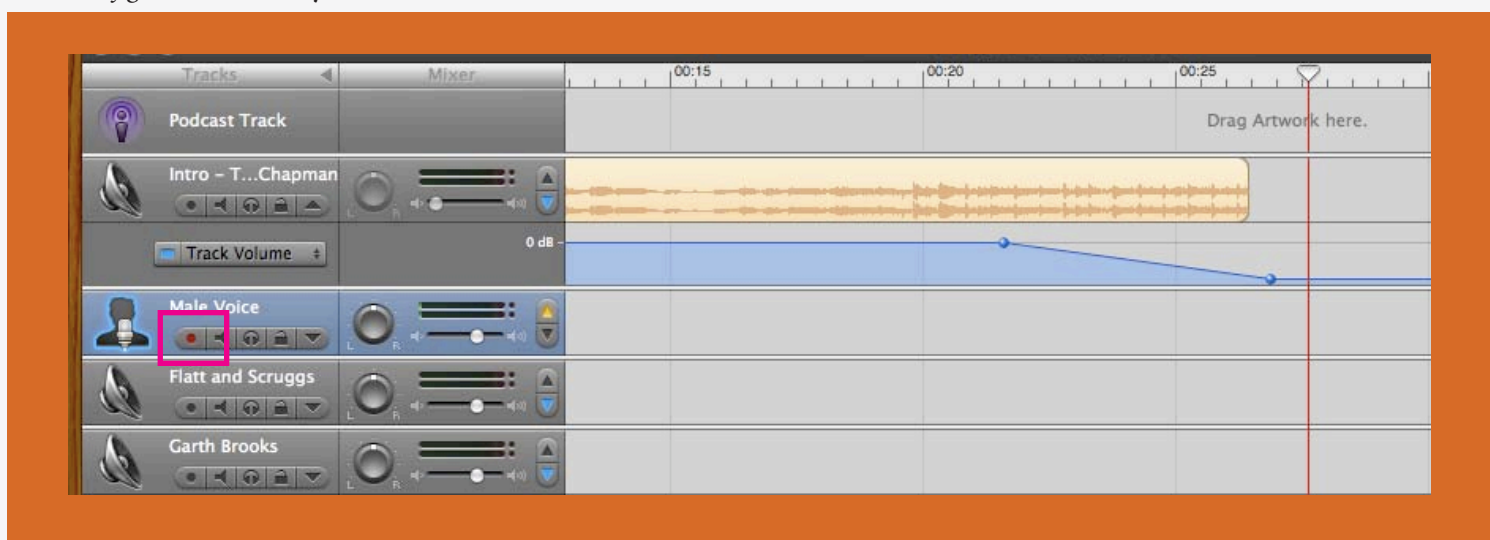 Tracks
Mixer
00:15
00:20
00:25
Podcast Track
Drag Artwork here.
Intro – T...Chapman
L R
Track Volume
0 dB
Male Voice
L R
Flatt and Scruggs
L R
Garth Brooks
L R